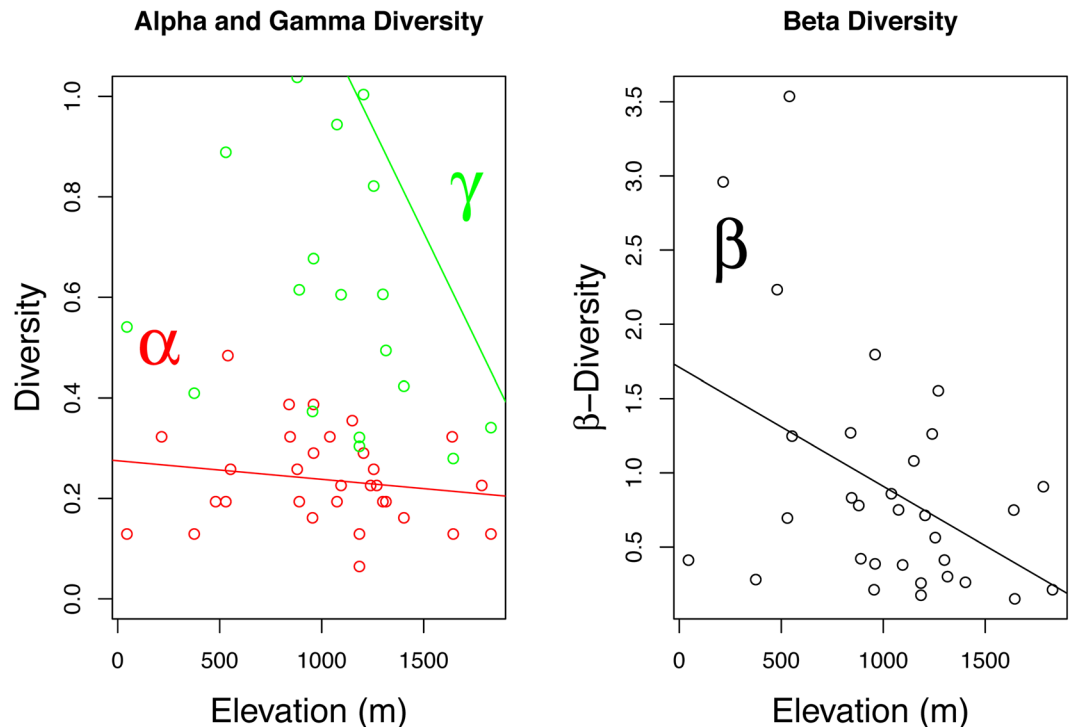 Alpha and Gamma Diversity
Diversity
1.0
0.8
0.6
0.4
0.2
0.0
α
γ
0 500 1000 1500
Elevation (m)
Beta Diversity
β−Diversity
3.5
3.0
2.5
2.0
1.5
1.0
0.5
β
0 500 1000 1500
Elevation (m)